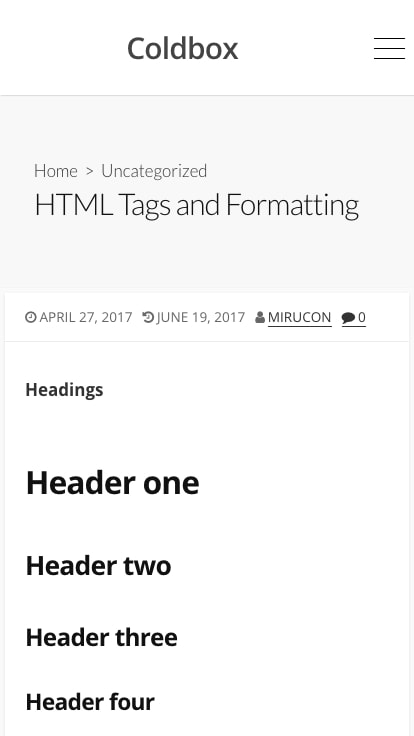 Coldbox
Home > Uncategorized
HTML Tags and Formatting
APRIL 27, 2017 JUNE 19, 2017 MIRUCON 0
Headings
Header one
Header two
Header three
Header four